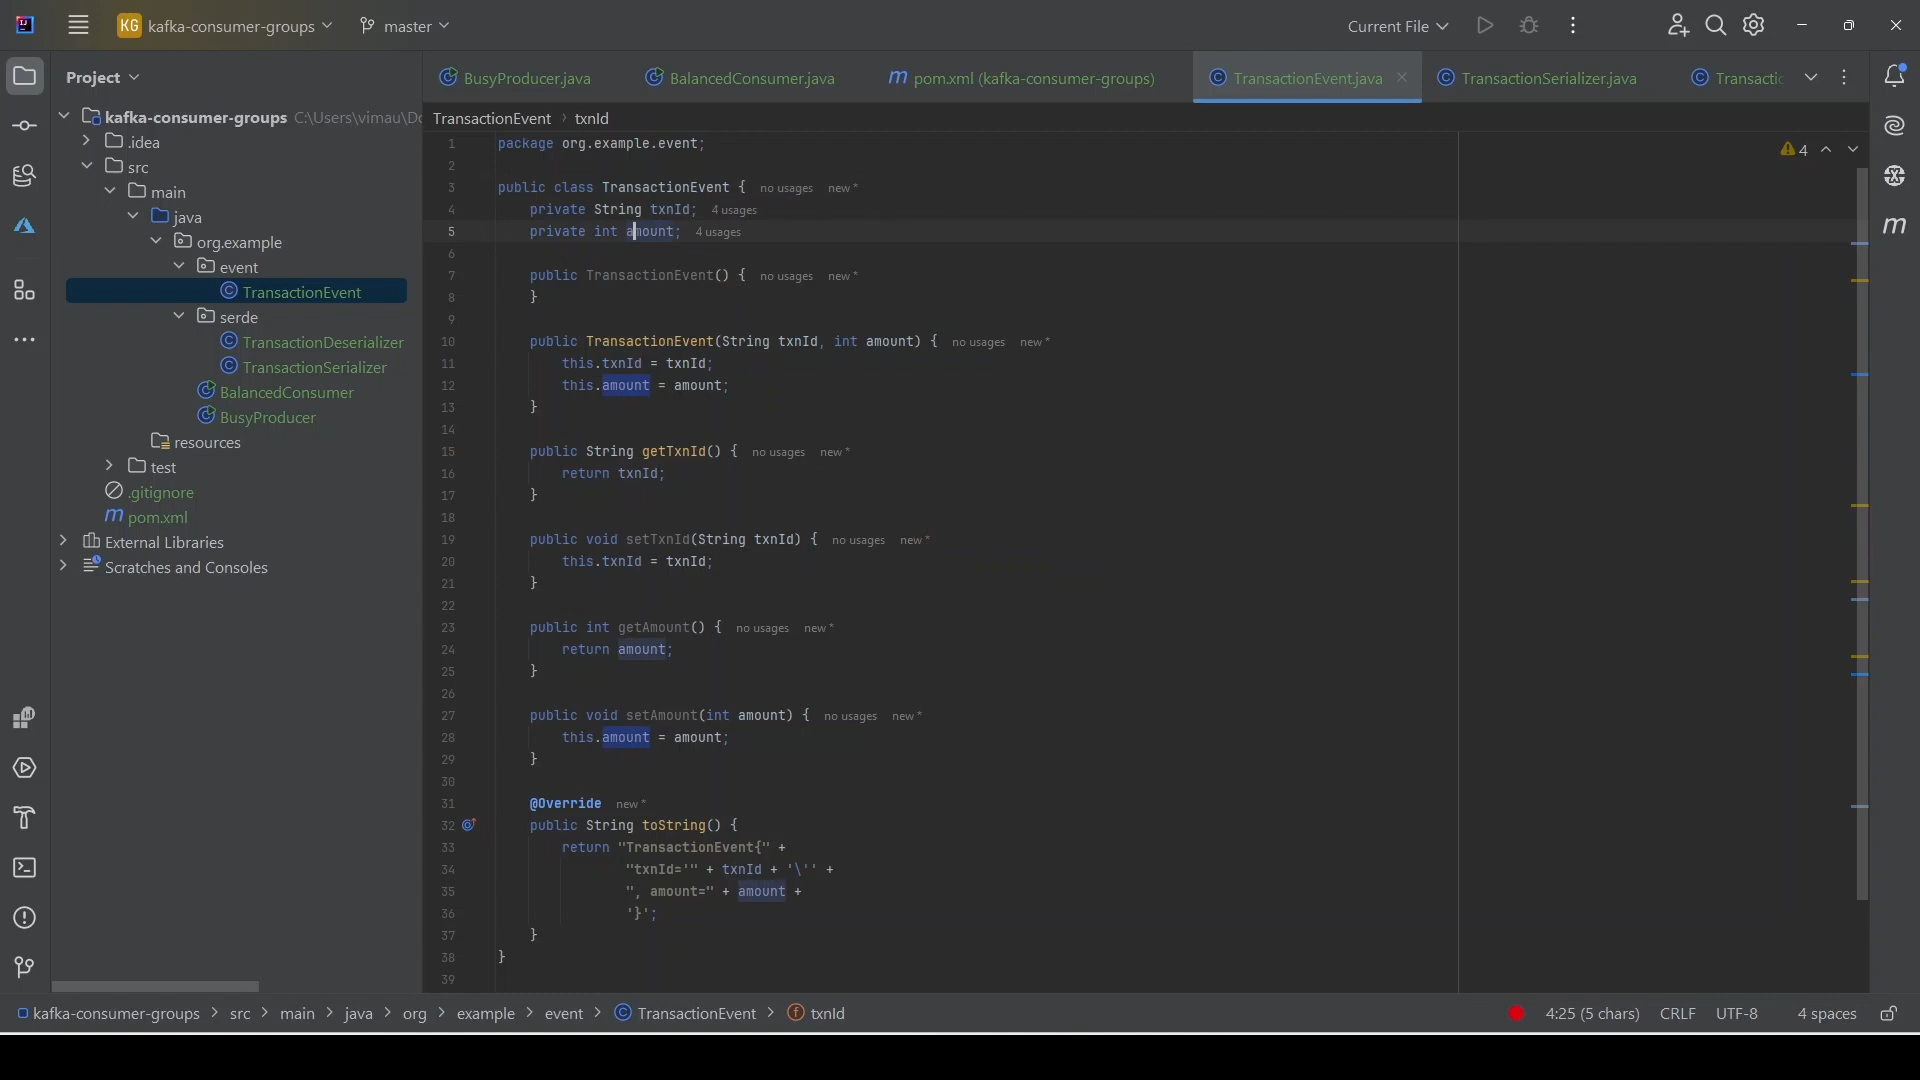 KG kafka-consumer-groups
master
Current File
Project
BusyProducer.java
BalancedConsumer.java
m pom.xml (kafka-consumer-groups)
TransactionEvent.java
TransactionSerializer.java
Transactic
kafka-consumer-groups C:\Users\vimau\Do
.idea
src
main
java
org.example
event
TransactionEvent
serde
TransactionDeserializer
TransactionSerializer
BalancedConsumer
BusyProducer
resources
test
.gitignore
m pom.xml
External Libraries
Scratches and Consoles
TransactionEvent > txnId
4
1 package org.example.event;
2
3 public class TransactionEvent { no usages new *
4 private String txnId; 4 usages
5 private int amount; 4 usages
6
7 public TransactionEvent() { no usages new *
8 }
9
10 public TransactionEvent(String txnId, int amount) { no usages new *
11 this.txnId = txnId;
12 this.amount = amount;
13 }
14
15 public String getTxnId() { no usages new *
16 return txnId;
17 }
18
19 public void setTxnId(String txnId) { no usages new *
20 this.txnId = txnId;
21 }
22
23 public int getAmount() { no usages new *
24 return amount;
25 }
26
27 public void setAmount(int amount) { no usages new *
28 this.amount = amount;
29 }
30
31 @Override new *
32 public String toString() {
33 return "TransactionEvent{" +
34 "txnId='" + txnId + '\'' +
35 ", amount=" + amount +
36 '}';
37 }
38 }
39
kafka-consumer-groups > src > main > java > org > example > event > TransactionEvent > txnId
4:25 (5 chars) CRLF UTF-8 4 spaces